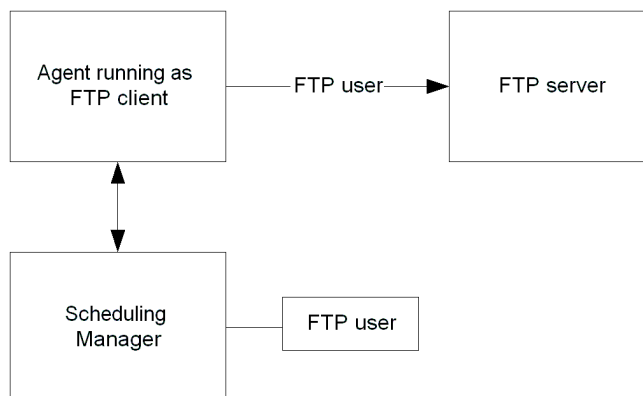 Agent running as
FTP client
FTP user
FTP server
Scheduling
Manager
FTP user